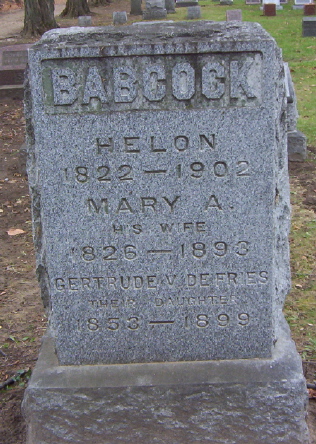 BABCOCK
HELON
1822 — 1902
MARY A.
HIS WIFE
1826 — 1893
GERTRUDE V. DE FRIES
THEIR DAUGHTER
1853 — 1899